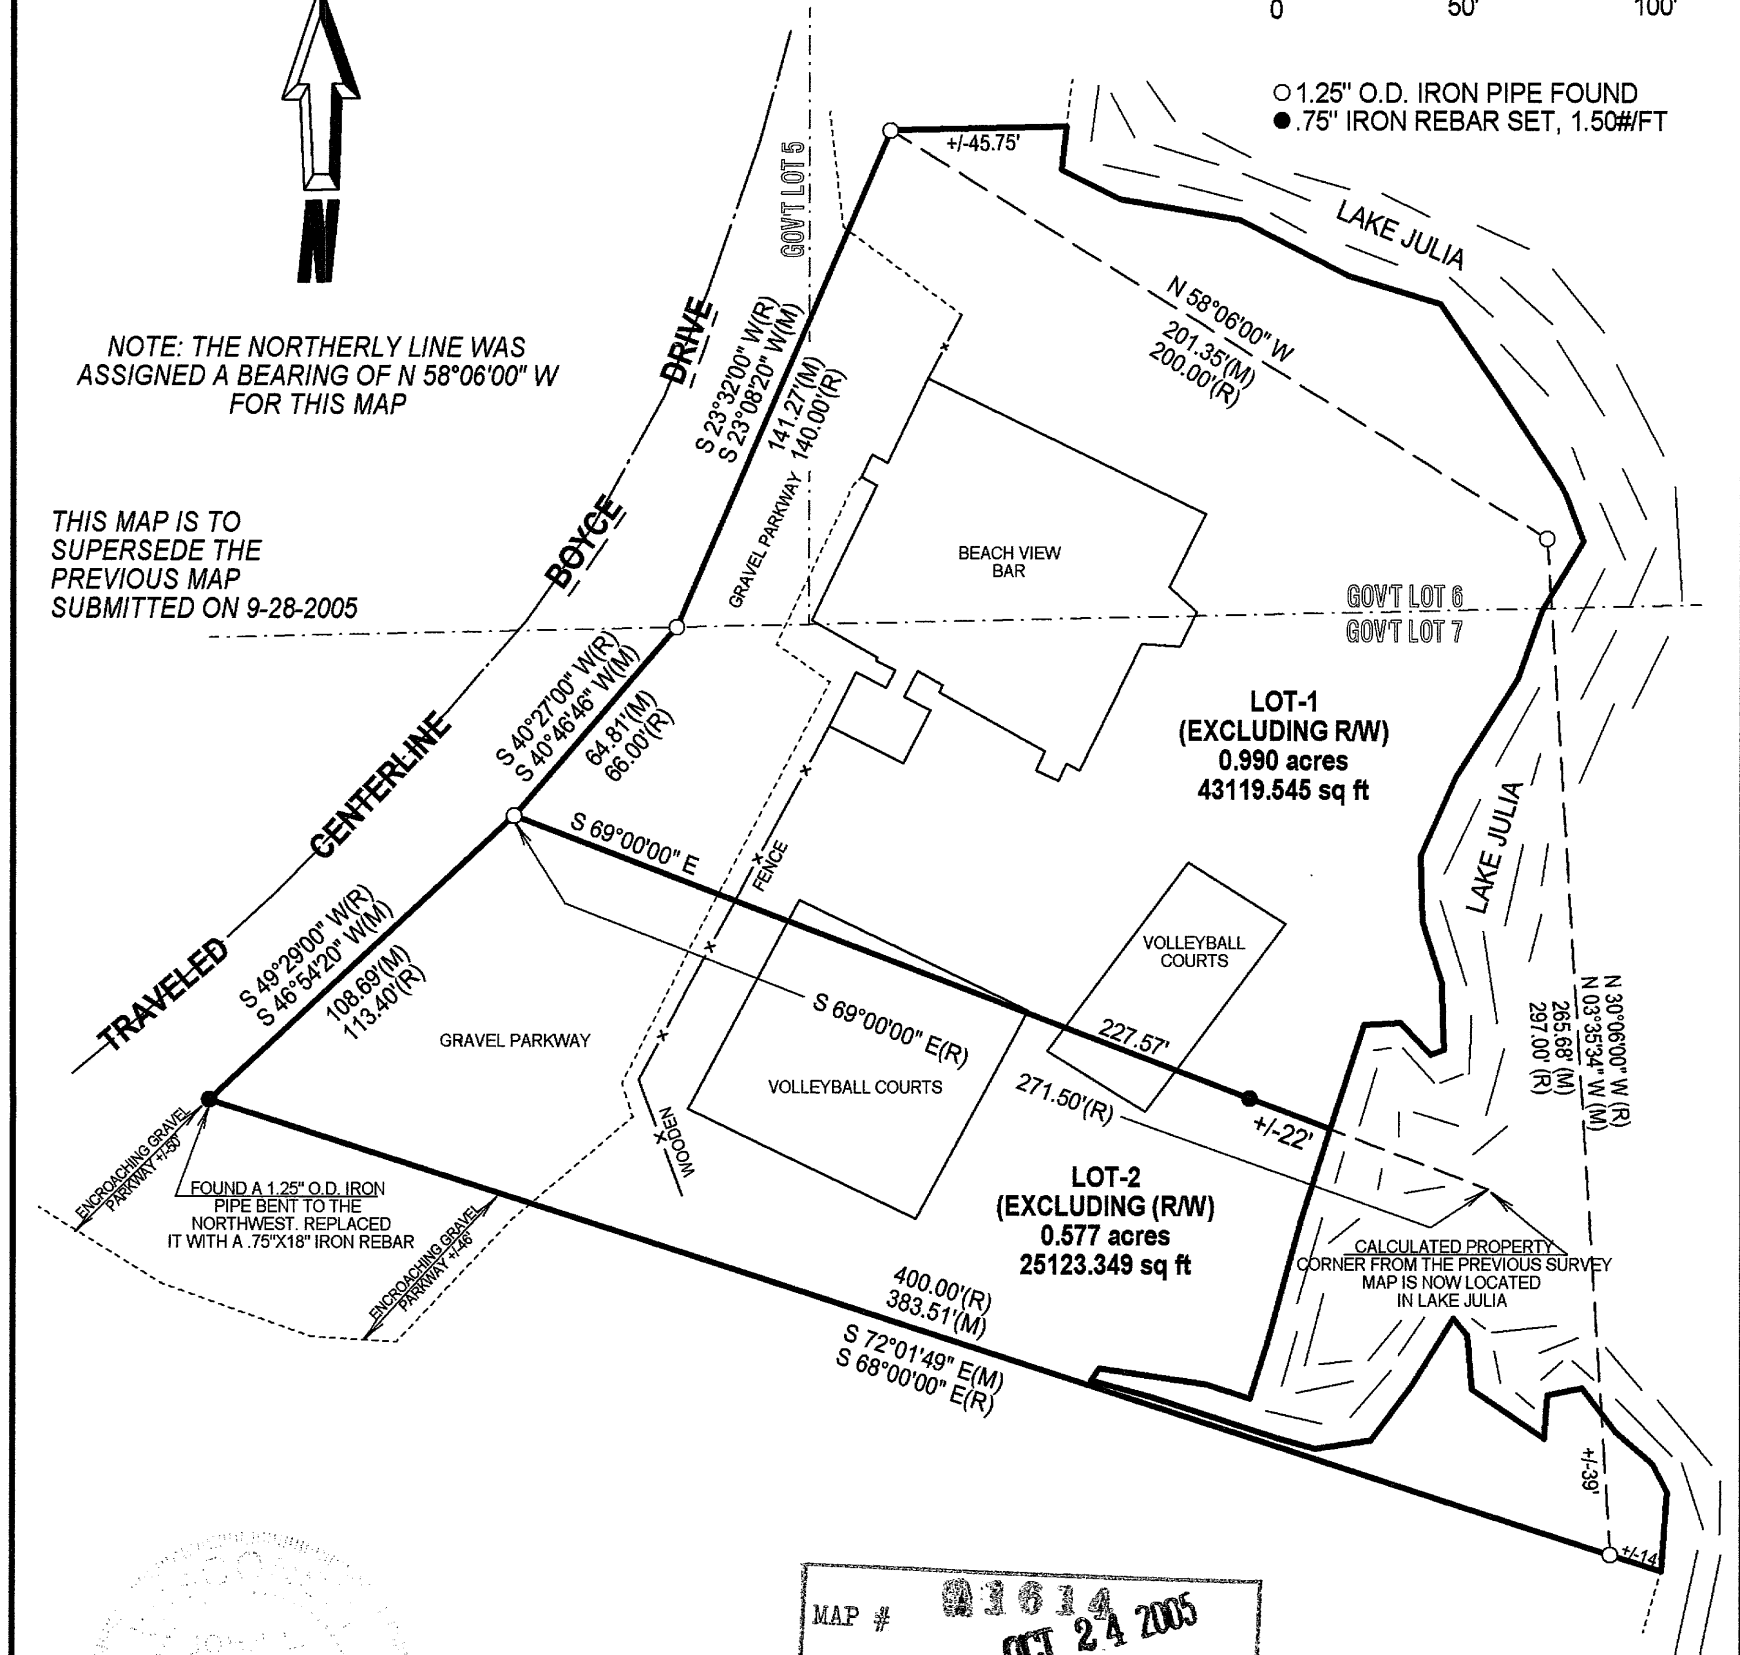 0 50' 100'
1.25" O.D. IRON PIPE FOUND
.75" IRON REBAR SET, 1.50#/FT
N
NOTE: THE NORTHERLY LINE WAS
ASSIGNED A BEARING OF N 58°06'00" W
FOR THIS MAP
THIS MAP IS TO
SUPERSEDE THE
PREVIOUS MAP
SUBMITTED ON 9-28-2005
TRAVELED CENTERLINE BOYCE DRIVE
GOV'T LOT 5
+/-45.75'
LAKE JULIA
N 58°06'00" W
201.35'(M)
200.00'(R)
S 23°32'00" W(R)
S 23°08'20" W(M)
141.27'(M)
140.00'(R)
GRAVEL PARKWAY
BEACH VIEW
BAR
GOV'T LOT 6
GOV'T LOT 7
S 40°27'00" W(R)
S 40°46'46" W(M)
64.81'(M)
66.00'(R)
LOT-1
(EXCLUDING R/W)
0.990 acres
43119.545 sq ft
LAKE JULIA
S 69°00'00" E
FENCE
S 49°29'00" W(R)
S 46°54'20" W(M)
108.69'(M)
113.40'(R)
VOLLEYBALL
COURTS
S 69°00'00" E(R)
GRAVEL PARKWAY
VOLLEYBALL COURTS
227.57'
271.50'(R)
+/-22'
N 30°06'00" W (R)
N 03°35'34" W (M)
265.68' (M)
297.00' (R)
WOODEN
ENCROACHING GRAVEL
PARKWAY +/-50'
FOUND A 1.25" O.D. IRON
PIPE BENT TO THE
NORTHWEST. REPLACED
IT WITH A .75"X18" IRON REBAR
ENCROACHING GRAVEL
PARKWAY +/-46'
LOT-2
(EXCLUDING (R/W)
0.577 acres
25123.349 sq ft
CALCULATED PROPERTY
CORNER FROM THE PREVIOUS SURVEY
MAP IS NOW LOCATED
IN LAKE JULIA
400.00'(R)
383.51'(M)
S 72°01'49" E(M)
S 68°00'00" E(R)
+/-39'
+/-14'
MAP #
OCT 24 2005